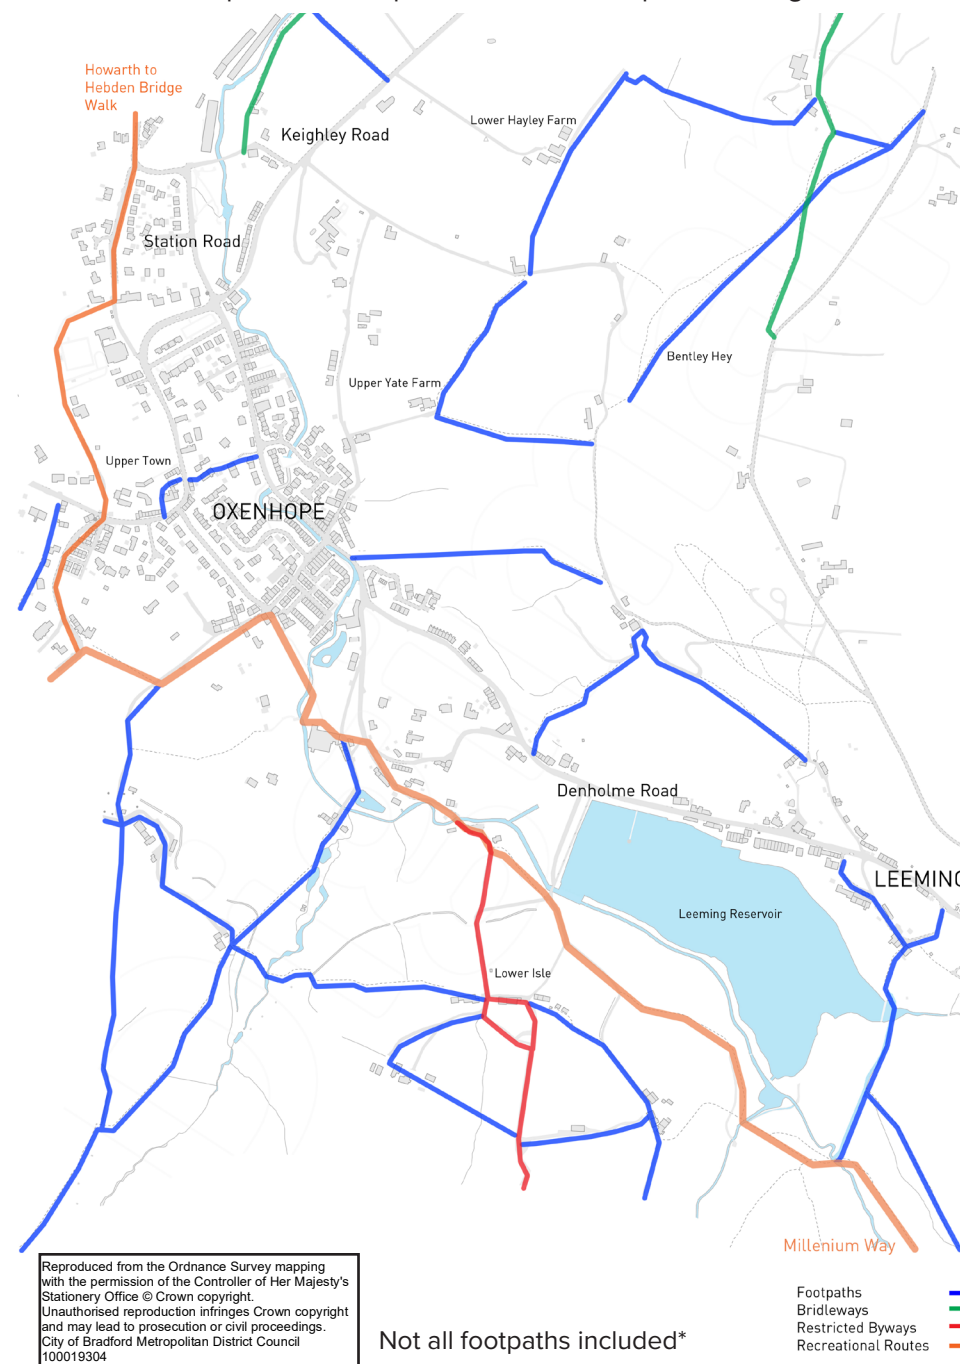 Howarth to
Hebden Bridge
Walk
Keighley Road
Lower Hayley Farm
Station Road
Bentley Hey
Upper Yate Farm
Upper Town
OXENHOPE
Denholme Road
LEEMING
Leeming Reservoir
Lower Isle
Millenium Way
Reproduced from the Ordnance Survey mapping
with the permission of the Controller of Her Majesty's
Stationery Office © Crown copyright.
Unauthorised reproduction infringes Crown copyright
and may lead to prosecution or civil proceedings.
City of Bradford Metropolitan District Council
100019304
Not all footpaths included*
Footpaths
Bridleways
Restricted Byways
Recreational Routes